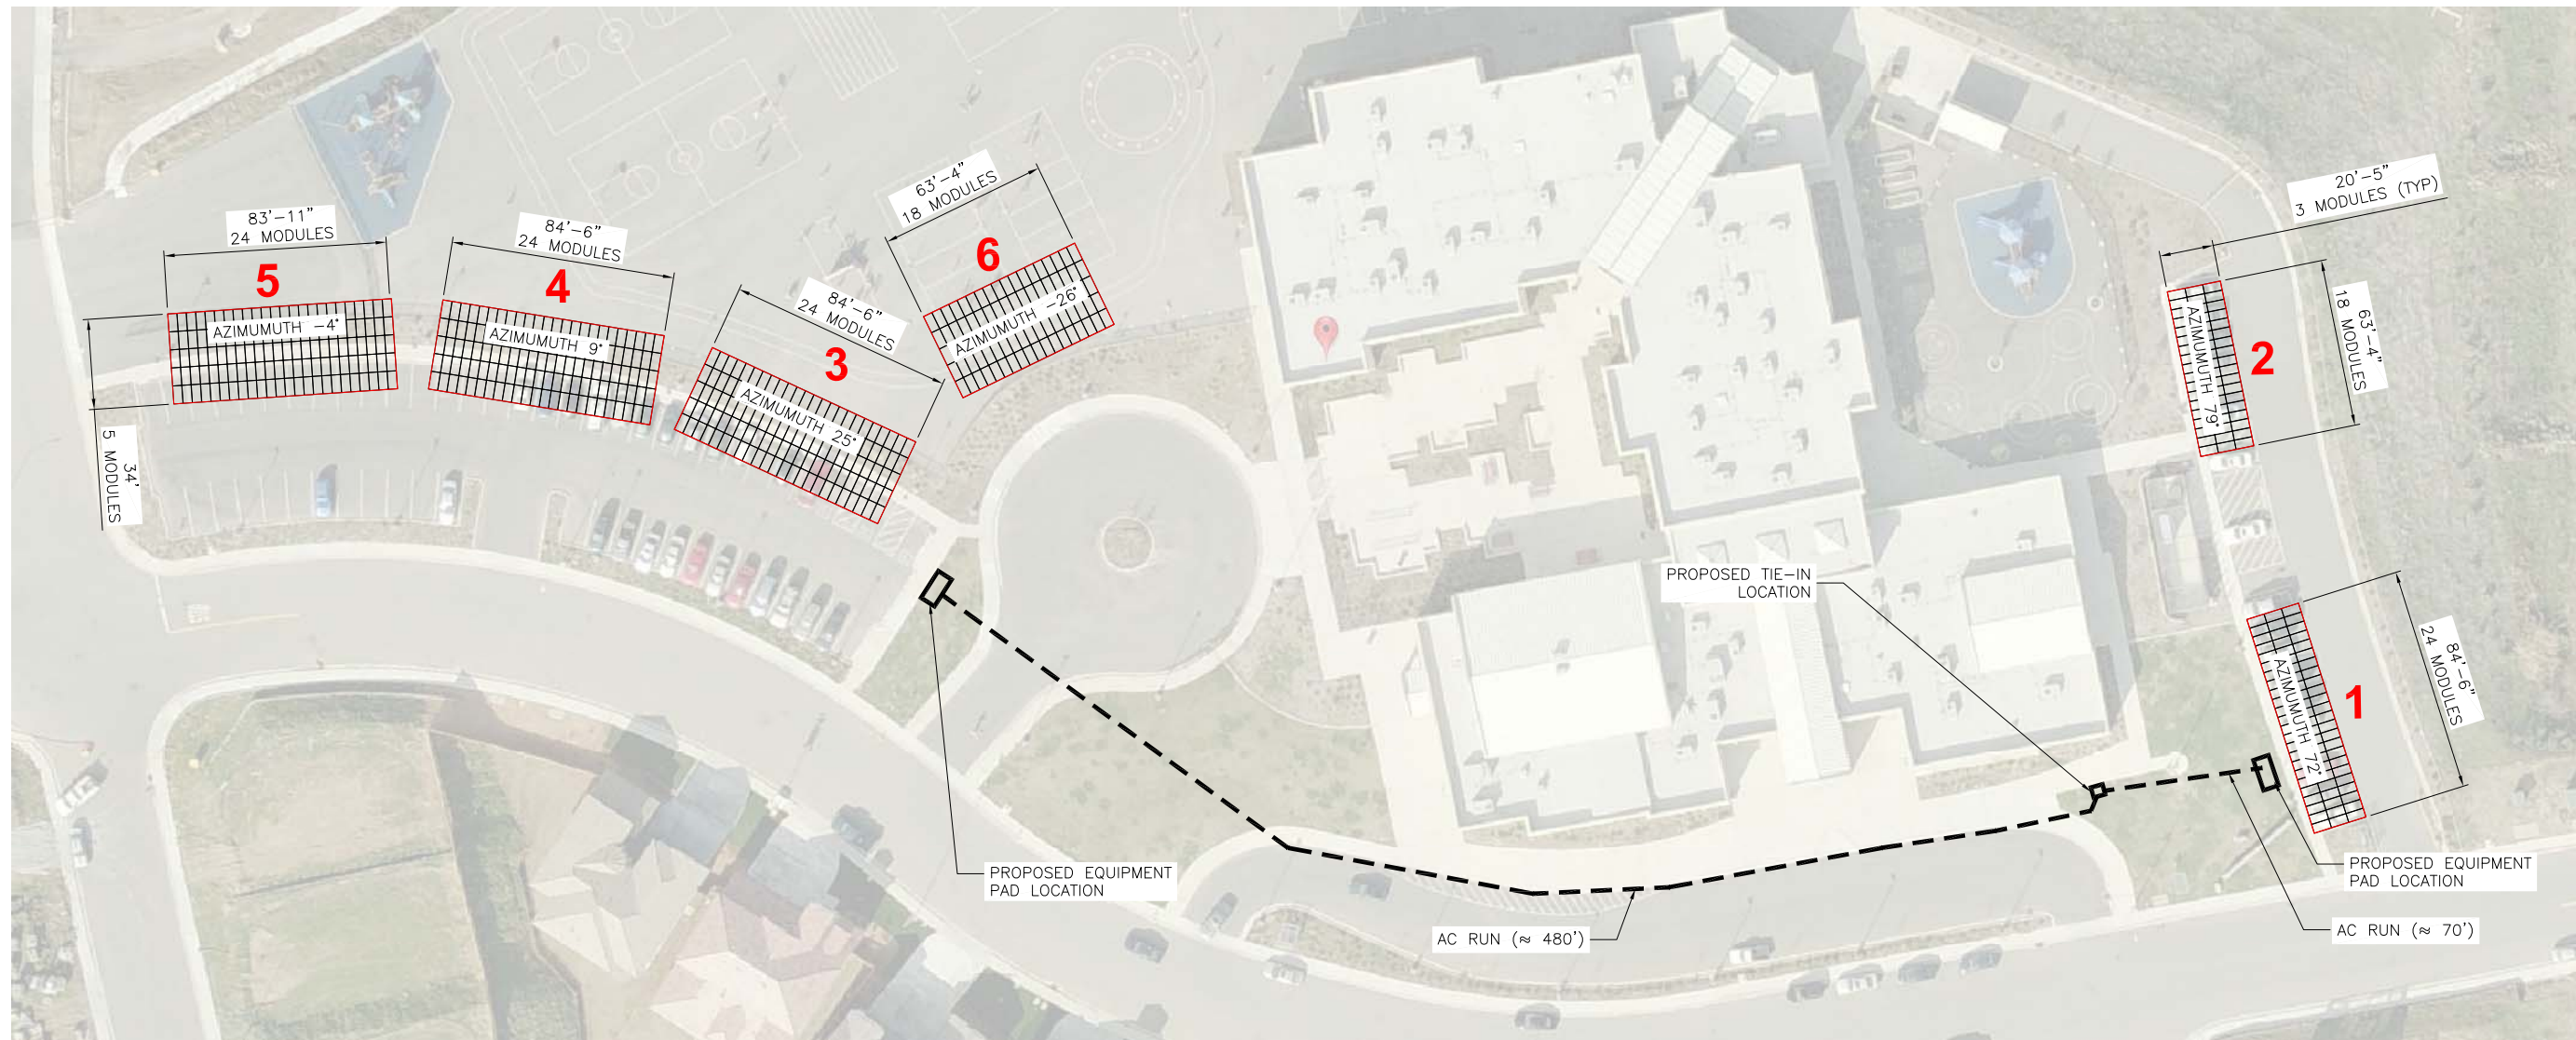 83'-11"
24 MODULES
5
AZIMUMUTH -4°
34'
5 MODULES
84'-6"
24 MODULES
4
AZIMUMUTH 9°
84'-6"
24 MODULES
3
AZIMUMUTH 25°
63'-4"
18 MODULES
6
AZIMUMUTH -26°
20'-5"
3 MODULES (TYP)
63'-4"
18 MODULES
2
AZIMUMUTH 79°
84'-6"
24 MODULES
1
AZIMUMUTH 72°
PROPOSED TIE-IN
LOCATION
PROPOSED EQUIPMENT
PAD LOCATION
AC RUN (≈ 480')
PROPOSED EQUIPMENT
PAD LOCATION
AC RUN (≈ 70')